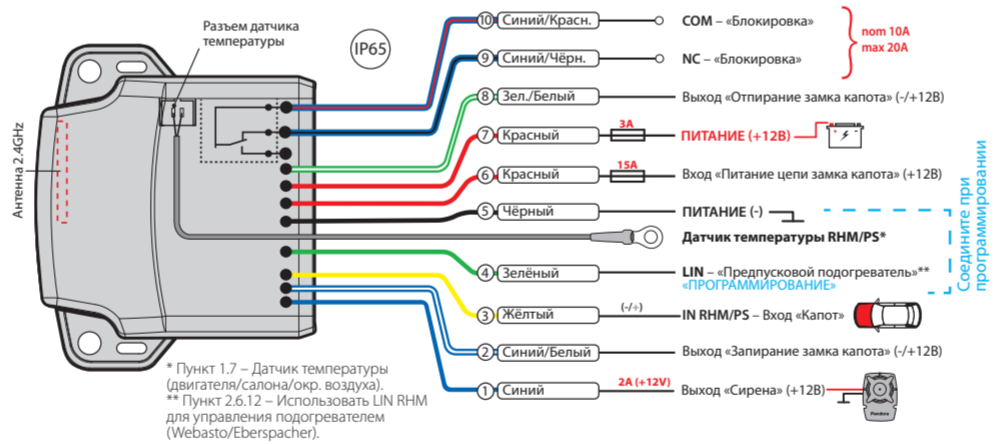 Разъем датчика
температуры
IP65
Антенна 2.4GHz
10 Синий/Красн. COM – «Блокировка»
nom 10A
max 20A
9 Синий/Чёрн. NC – «Блокировка»
8 Зел./Белый Выход «Отпирание замка капота» (-/+12В)
7 Красный 3A ПИТАНИЕ (+12В)
6 Красный 15A Вход «Питание цепи замка капота» (+12В)
5 Чёрный ПИТАНИЕ (-)
Датчик температуры RHM/PS*
4 Зелёный LIN – «Предпусковой подогреватель»**
«ПРОГРАММИРОВАНИЕ»
Соедините при
программировании
3 Жёлтый (-/+) IN RHM/PS – Вход «Капот»
2 Синий/Белый Выход «Запирание замка капота» (-/+12В)
1 Синий 2A (+12V) Выход «Сирена» (+12В)
Pandora
* Пункт 1.7 – Датчик температуры
(двигателя/салона/окр. воздуха).
** Пункт 2.6.12 – Использовать LIN RHM
для управления подогревателем
(Webasto/Eberspacher).